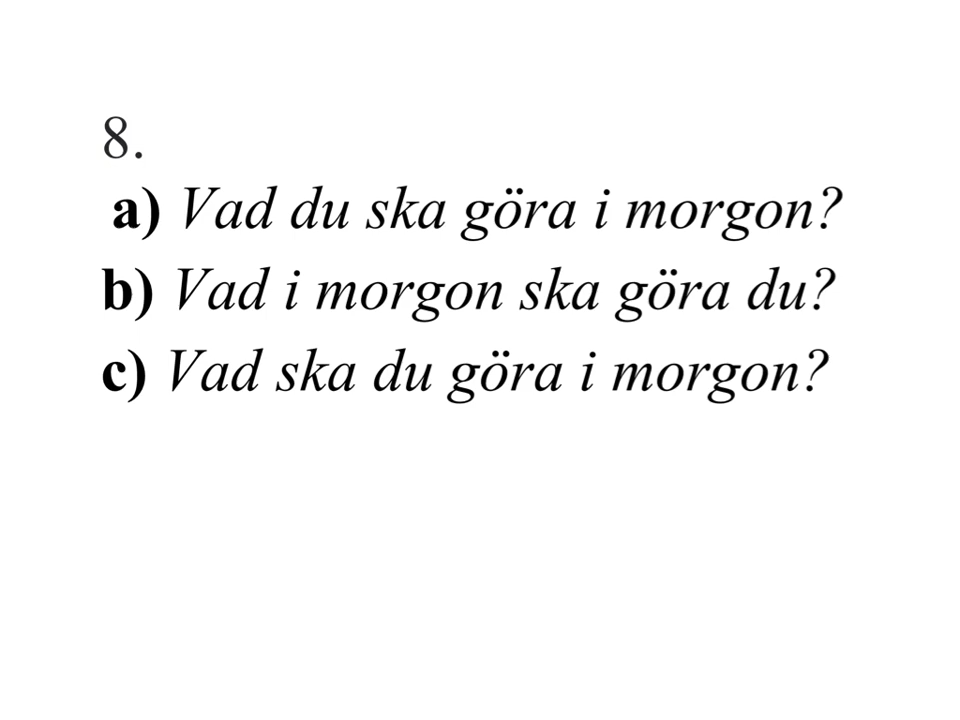 8.
a) Vad du ska göra i morgon?
b) Vad i morgon ska göra du?
c) Vad ska du göra i morgon?